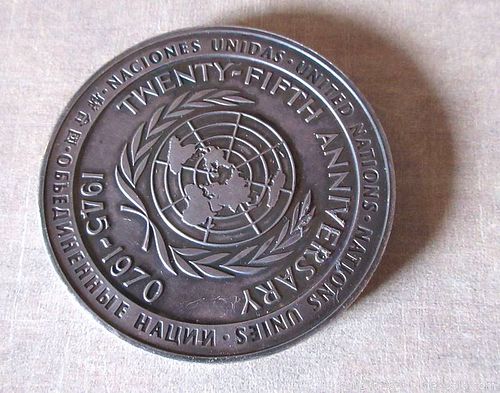 NACIONES UNIDAS · UNITED NATIONS · NATIONS UNIES · ОБЪЕДИНЕННЫЕ НАЦИИ ·
TWENTY-FIFTH ANNIVERSARY
1945-1970